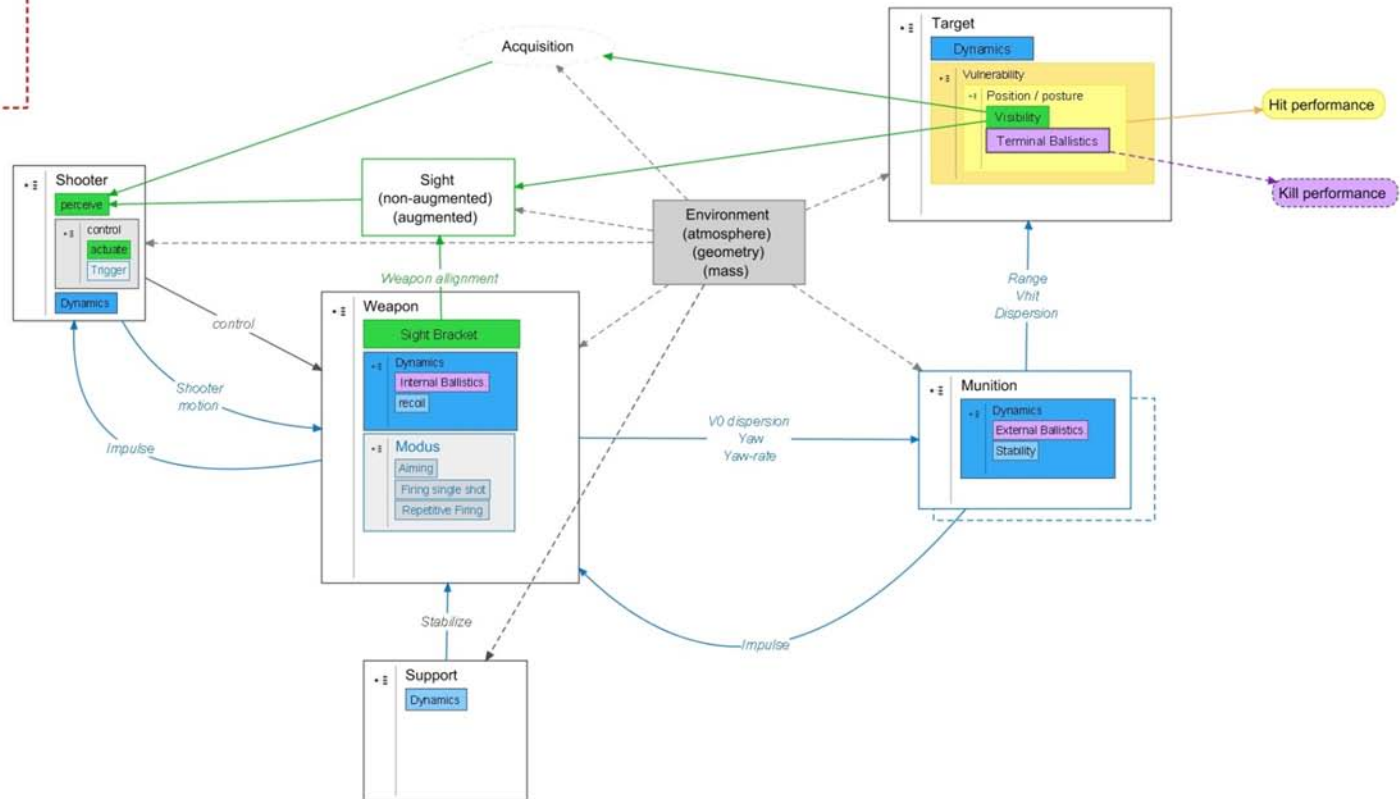 Acquisition
Target
Dynamics
Vulnerability
Position / posture
Visibility
Terminal Ballistics
Hit performance
Kill performance
Shooter
perceive
control
actuate
Trigger
Dynamics
Sight
(non-augmented)
(augmented)
Environment
(atmosphere)
(geometry)
(mass)
Weapon allignment
control
Shooter
motion
Impulse
Weapon
Sight Bracket
Dynamics
Internal Ballistics
recoil
Modus
Aiming
Firing single shot
Repetitive Firing
V0 dispersion
Yaw
Yaw-rate
Range
Vhit
Dispersion
Munition
Dynamics
External Ballistics
Stability
Impulse
Stabilize
Support
Dynamics